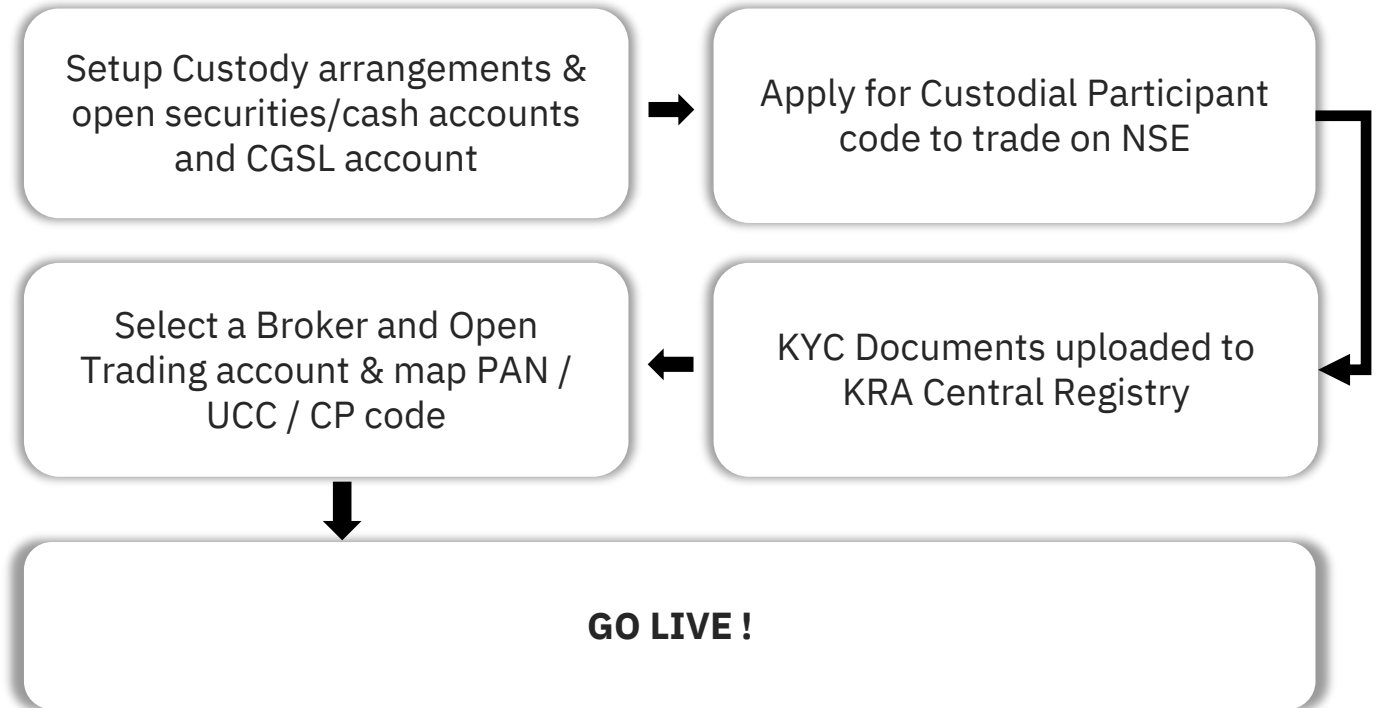 Setup Custody arrangements &
open securities/cash accounts
and CGSL account
Apply for Custodial Participant
code to trade on NSE
KYC Documents uploaded to
KRA Central Registry
Select a Broker and Open
Trading account & map PAN /
UCC / CP code
GO LIVE !